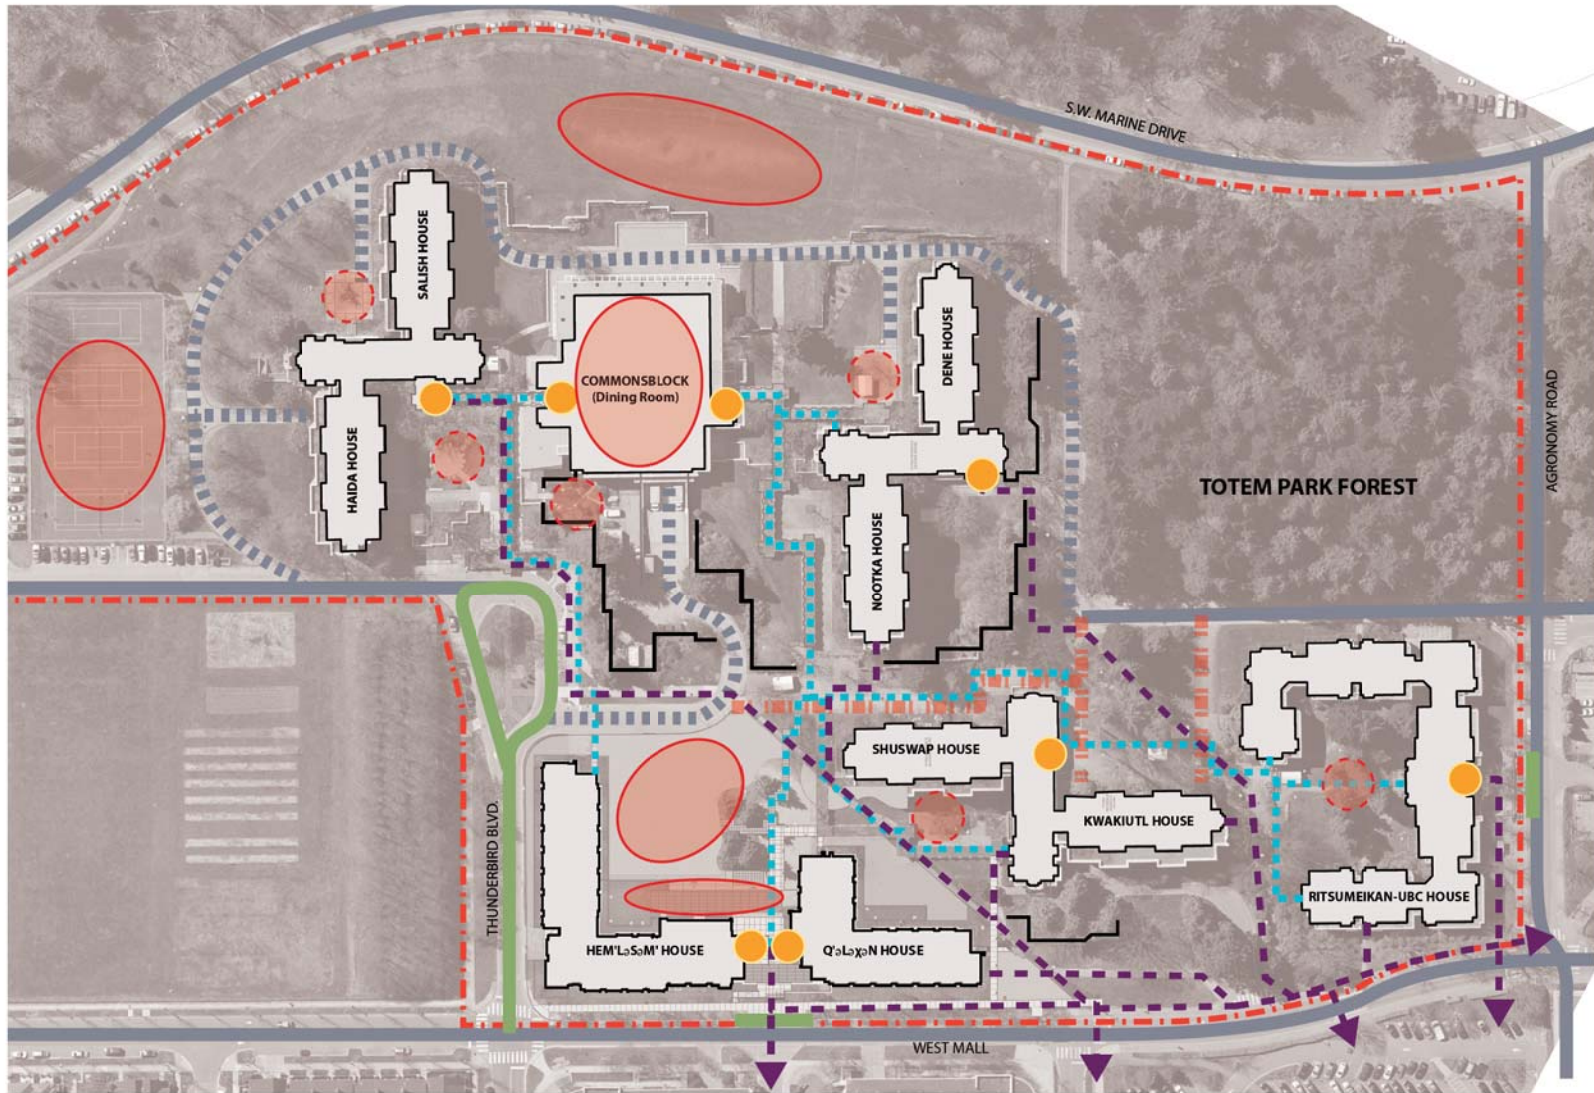 S.W. MARINE DRIVE
SALISH HOUSE
DENE HOUSE
COMMONSBLOCK
(Dining Room)
HAIDA HOUSE
AGRONOMY ROAD
TOTEM PARK FOREST
NOOTKA HOUSE
SHUSWAP HOUSE
KWAKIUTL HOUSE
THUNDERBIRD BLVD.
RITSUMEIKAN-UBC HOUSE
HEM'LəSəM' HOUSE
Q'əLəχəN HOUSE
WEST MALL